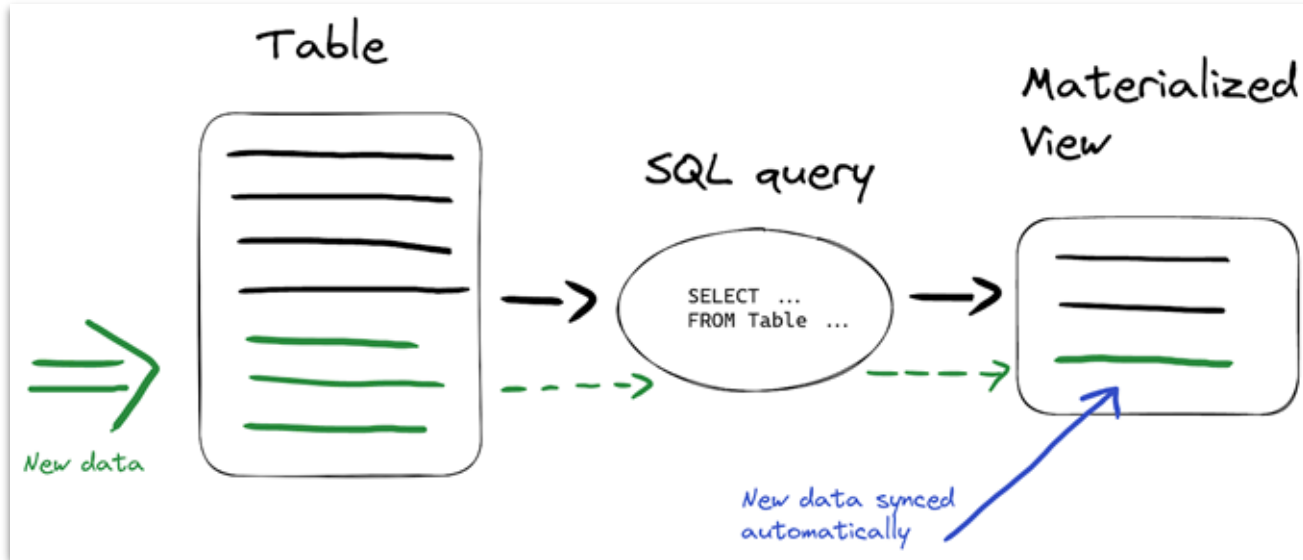 Table
Materialized
View
SQL query
SELECT ...
FROM Table ...
New data
New data synced
automatically